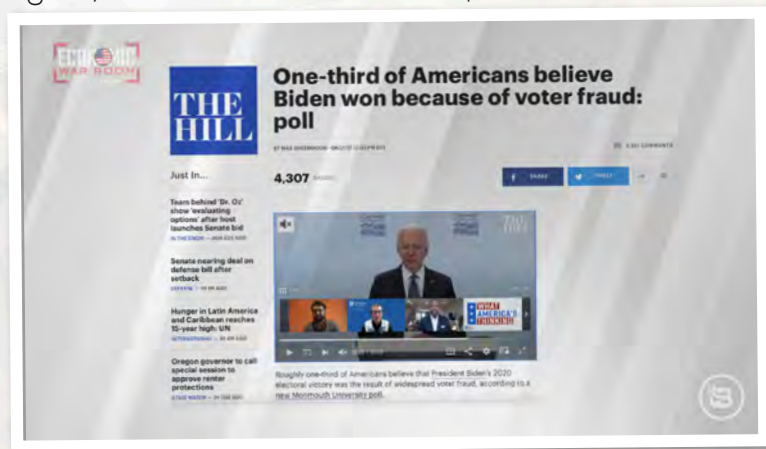 ECONOMIC
WAR ROOM
THE
HILL
One-third of Americans believe
Biden won because of voter fraud:
poll
Just In...
4,307
SHARE
TWEET
Team behind 'Dr. Oz'
show 'evaluating
options' after host
launches Senate bid
Senate nearing deal on
defense bill after
setback
Hunger in Latin America
and Caribbean reaches
15-year high: UN
Oregon governor to call
special session to
approve renter
protections
THE
HILL
WHAT
AMERICA'S
THINKING
Roughly one-third of Americans believe that President Biden's 2020
electoral victory was the result of widespread voter fraud, according to a
new Monmouth University poll.